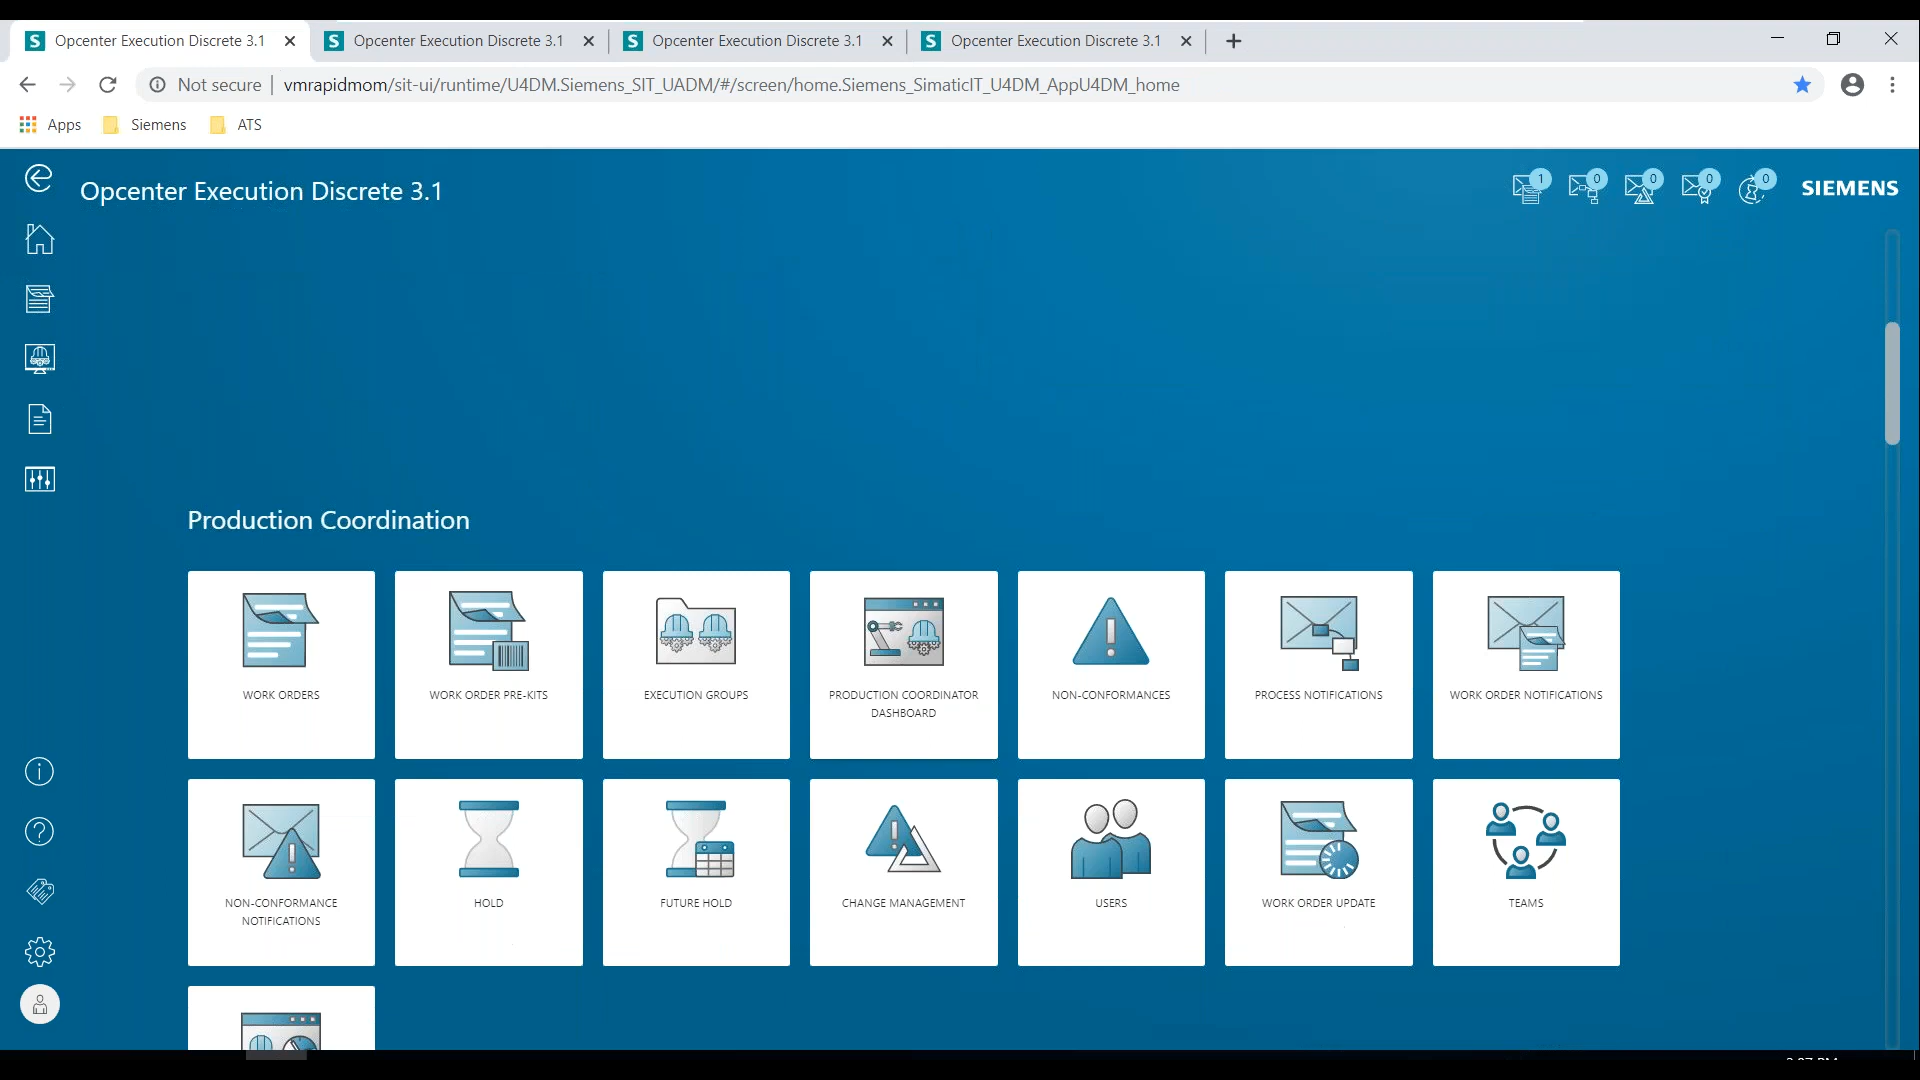 Opcenter Execution Discrete 3.1
Opcenter Execution Discrete 3.1
Opcenter Execution Discrete 3.1
Opcenter Execution Discrete 3.1
Not secure
vmrapidmom/sit-ui/runtime/U4DM.Siemens_SIT_UADM/#/screen/home.Siemens_SimaticIT_U4DM_AppU4DM_home
Apps
Siemens
ATS
Opcenter Execution Discrete 3.1
1
0
0
0
0
SIEMENS
Production Coordination
WORK ORDERS
WORK ORDER PRE-KITS
EXECUTION GROUPS
PRODUCTION COORDINATOR
DASHBOARD
NON-CONFORMANCES
PROCESS NOTIFICATIONS
WORK ORDER NOTIFICATIONS
NON-CONFORMANCE
NOTIFICATIONS
HOLD
FUTURE HOLD
CHANGE MANAGEMENT
USERS
WORK ORDER UPDATE
TEAMS